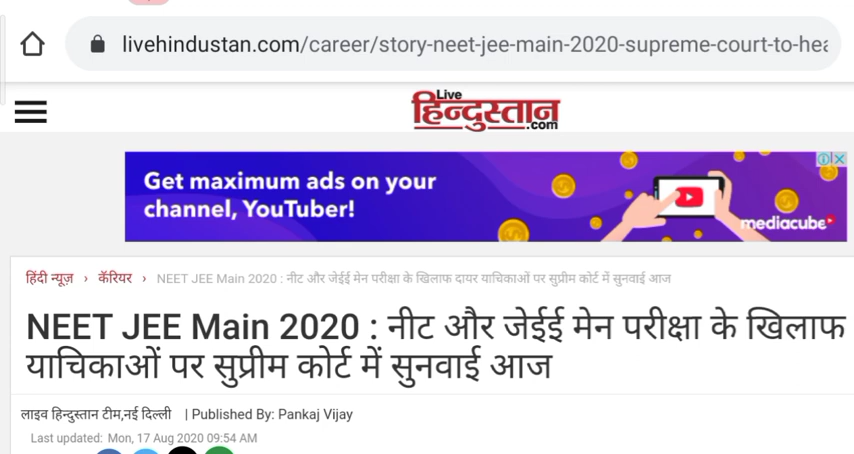 livehindustan.com/career/story-neet-jee-main-2020-supreme-court-to-hea
Live
हिन्दुस्तान
.com
Get maximum ads on your
channel, YouTuber!
mediacube
हिंदी न्यूज़ › कॅरियर › NEET JEE Main 2020 : नीट और जेईई मेन परीक्षा के खिलाफ दायर याचिकाओं पर सुप्रीम कोर्ट में सुनवाई आज
NEET JEE Main 2020 : नीट और जेईई मेन परीक्षा के खिलाफ
याचिकाओं पर सुप्रीम कोर्ट में सुनवाई आज
लाइव हिन्दुस्तान टीम,नई दिल्ली | Published By: Pankaj Vijay
Last updated: Mon, 17 Aug 2020 09:54 AM